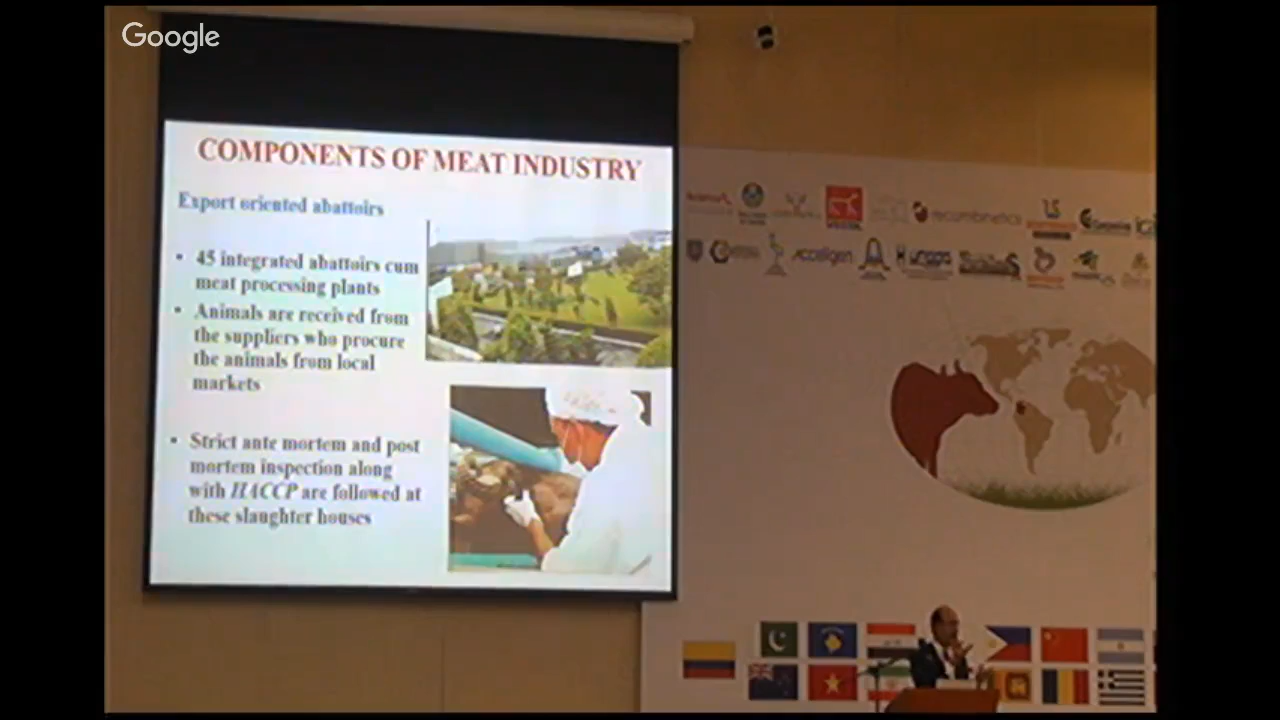 Google
COMPONENTS OF MEAT INDUSTRY
Export oriented abattoirs
• 45 integrated abattoirs cum
meat processing plants
• Animals are received from
the suppliers who procure
the animals from local
markets
• Strict ante mortem and post
mortem inspection along
with HACCP are followed at
these slaughter houses
recombinetics
Acceligen